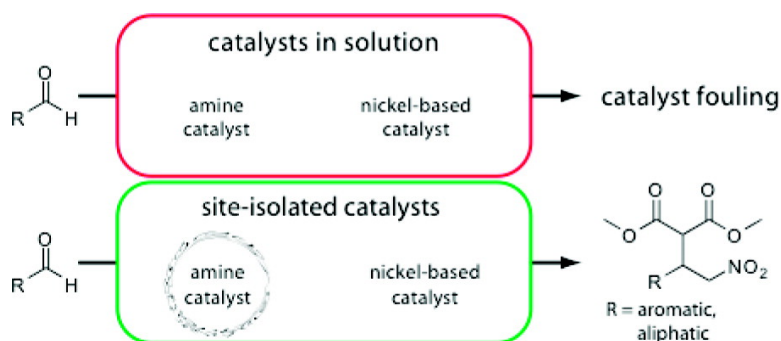 catalysts in solution
O
R
H
amine
catalyst
nickel-based
catalyst
catalyst fouling
site-isolated catalysts
O
R
H
amine
catalyst
nickel-based
catalyst
O
O
O
O
R
NO2
R = aromatic,
aliphatic